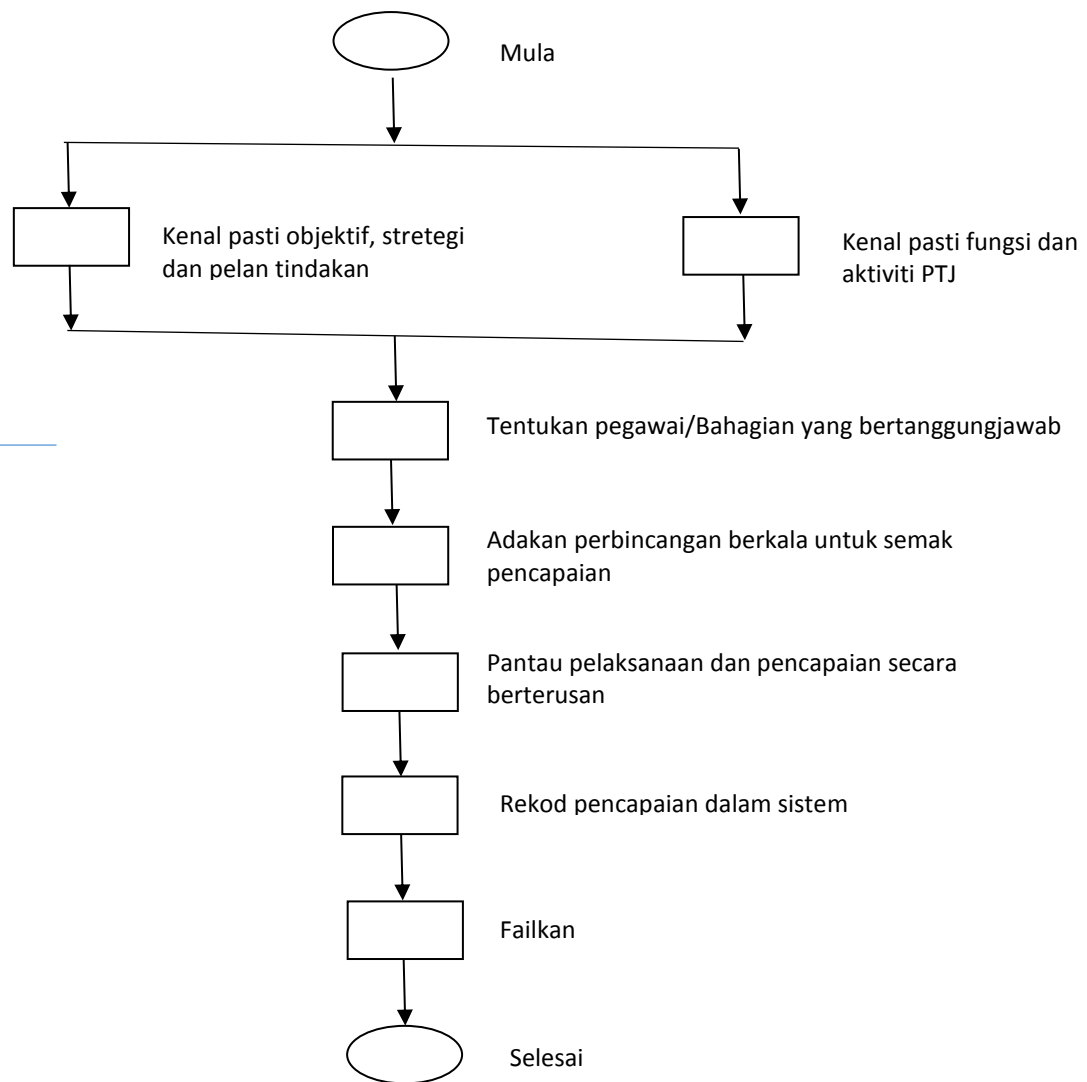 Mula
Kenal pasti objektif, stretegi
dan pelan tindakan
Kenal pasti fungsi dan
aktiviti PTJ
Tentukan pegawai/Bahagian yang bertanggungjawab
Adakan perbincangan berkala untuk semak
pencapaian
Pantau pelaksanaan dan pencapaian secara
berterusan
Rekod pencapaian dalam sistem
Failkan
Selesai